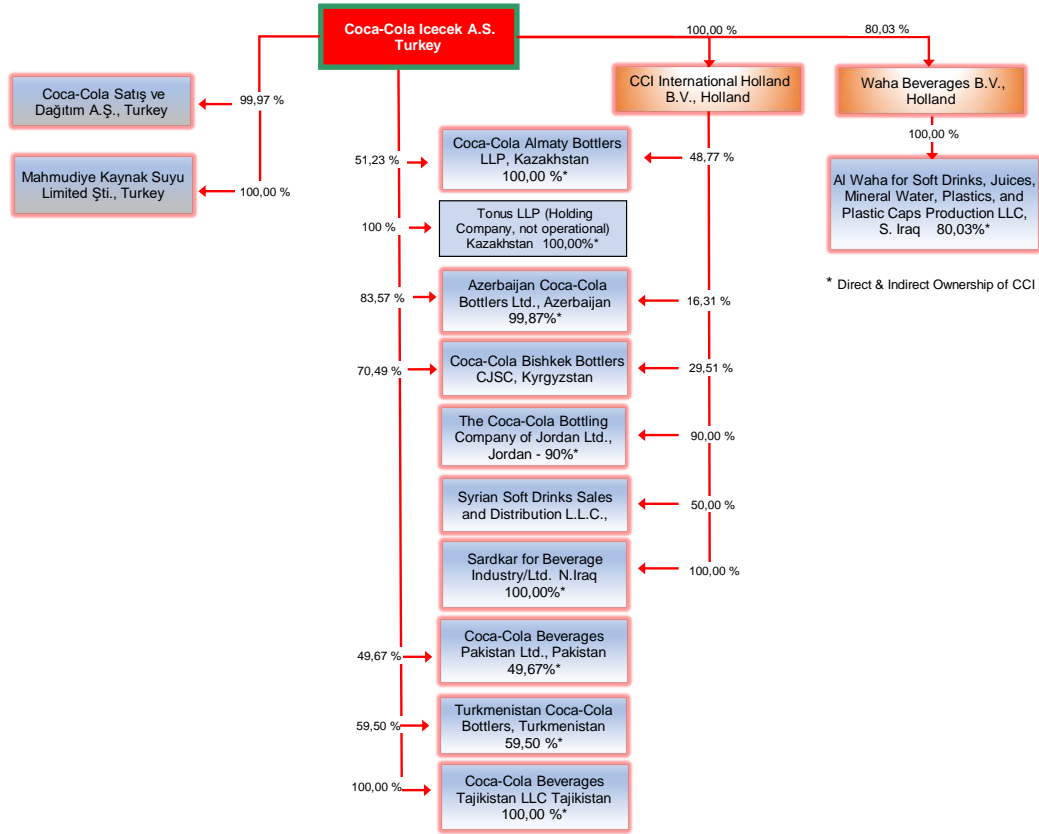 Coca-Cola Icecek A.S.
Turkey
100,00 %
80,03 %
Coca-Cola Satış ve
Dağıtım A.Ş., Turkey
99,97 %
CCI International Holland
B.V., Holland
Waha Beverages B.V.,
Holland
100,00 %
Mahmudiye Kaynak Suyu
Limited Şti., Turkey
100,00 %
51,23 %
Coca-Cola Almaty Bottlers
LLP, Kazakhstan
100,00 %*
48,77 %
Al Waha for Soft Drinks, Juices,
Mineral Water, Plastics, and
Plastic Caps Production LLC,
S. Iraq 80,03%*
100 %
Tonus LLP (Holding
Company, not operational)
Kazakhstan 100,00%*
* Direct & Indirect Ownership of CCI
83,57 %
Azerbaijan Coca-Cola
Bottlers Ltd., Azerbaijan
99,87%*
16,31 %
70,49 %
Coca-Cola Bishkek Bottlers
CJSC, Kyrgyzstan
29,51 %
The Coca-Cola Bottling
Company of Jordan Ltd.,
Jordan - 90%*
90,00 %
Syrian Soft Drinks Sales
and Distribution L.L.C.,
50,00 %
Sardkar for Beverage
Industry/Ltd. N.Iraq
100,00%*
100,00 %
49,67 %
Coca-Cola Beverages
Pakistan Ltd., Pakistan
49,67%*
59,50 %
Turkmenistan Coca-Cola
Bottlers, Turkmenistan
59,50 %*
100,00 %
Coca-Cola Beverages
Tajikistan LLC Tajikistan
100,00 %*